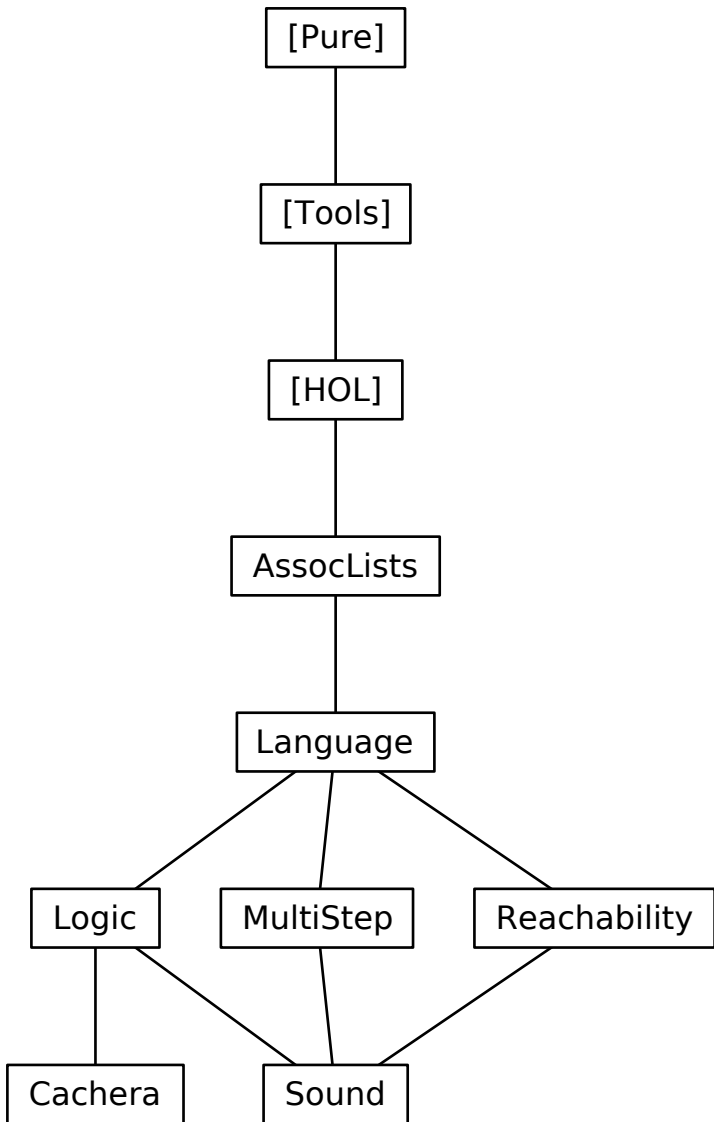 [Pure]
[Tools]
[HOL]
AssocLists
Language
Logic
MultiStep
Reachability
Cachera
Sound